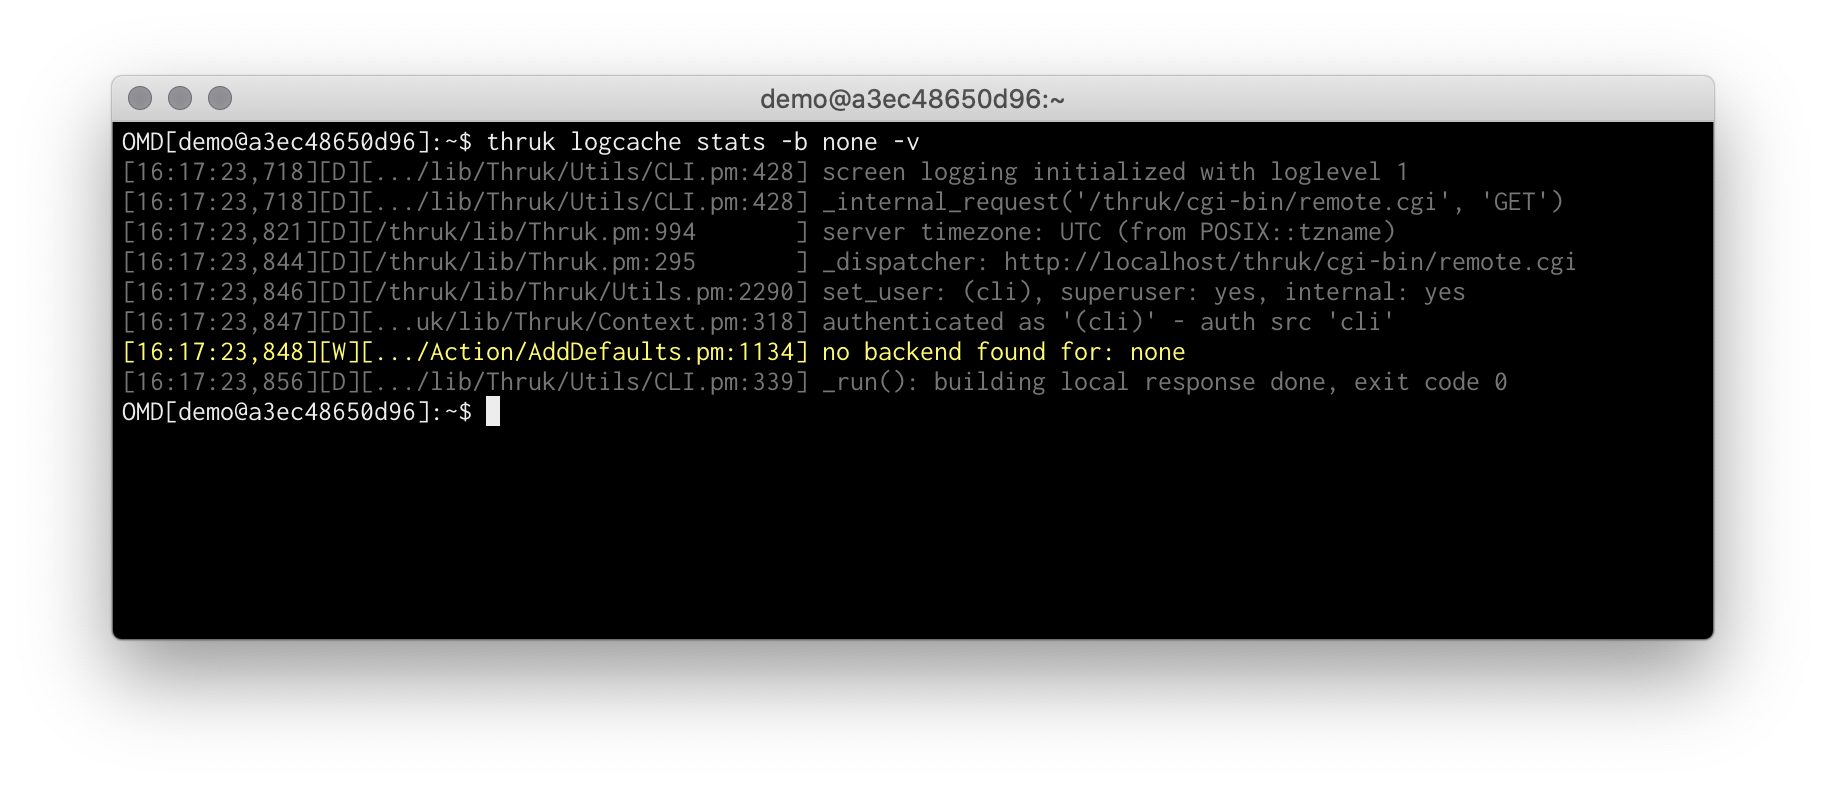 demo@a3ec48650d96:~
OMD[demo@a3ec48650d96]:~$ thruk logcache stats -b none -v
[16:17:23,718][D][.../lib/Thruk/Utils/CLI.pm:428] screen logging initialized with loglevel 1
[16:17:23,718][D][.../lib/Thruk/Utils/CLI.pm:428] _internal_request('/thruk/cgi-bin/remote.cgi', 'GET')
[16:17:23,821][D][/thruk/lib/Thruk.pm:994       ] server timezone: UTC (from POSIX::tzname)
[16:17:23,844][D][/thruk/lib/Thruk.pm:295       ] _dispatcher: http://localhost/thruk/cgi-bin/remote.cgi
[16:17:23,846][D][/thruk/lib/Thruk/Utils.pm:2290] set_user: (cli), superuser: yes, internal: yes
[16:17:23,847][D][...uk/lib/Thruk/Context.pm:318] authenticated as '(cli)' - auth src 'cli'
[16:17:23,848][W][.../Action/AddDefaults.pm:1134] no backend found for: none
[16:17:23,856][D][.../lib/Thruk/Utils/CLI.pm:339] _run(): building local response done, exit code 0
OMD[demo@a3ec48650d96]:~$